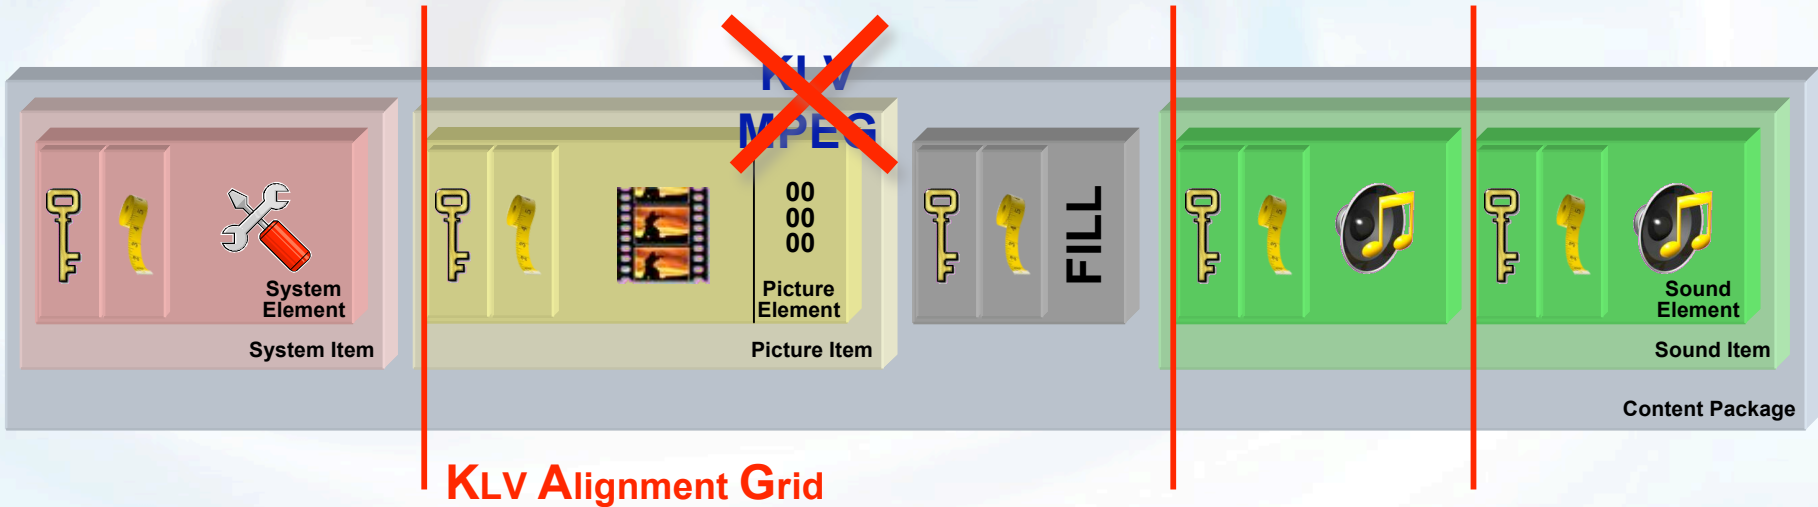 KLV
MPEG
System
Element
System Item
00
00
00
Picture
Element
Picture Item
FILL
Sound
Element
Sound Item
Content Package
KLV Alignment Grid